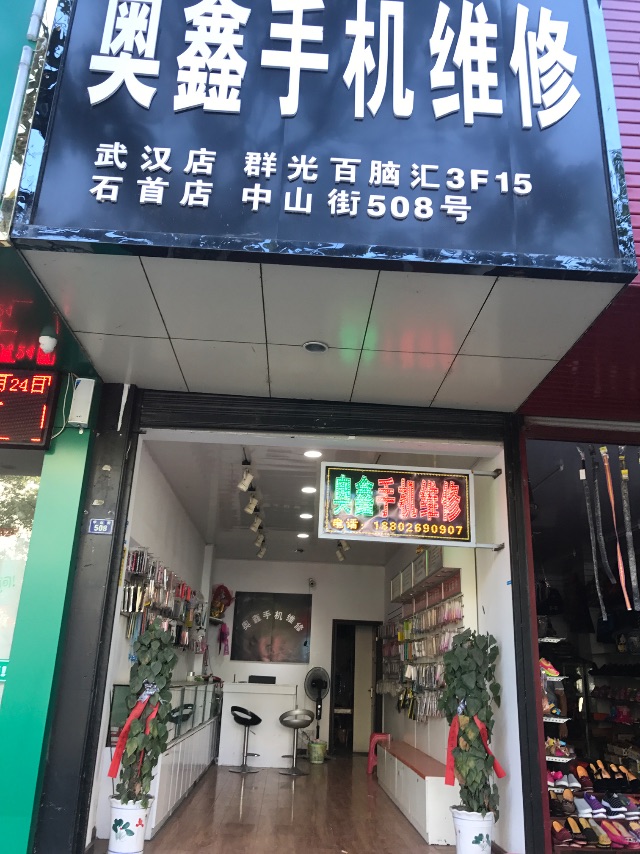 奥鑫手机维修
武汉店 群光百脑汇3F15
石首店 中山街508号
月24日
奥鑫手机维修
电话：18802690907
508
奥鑫手机维修